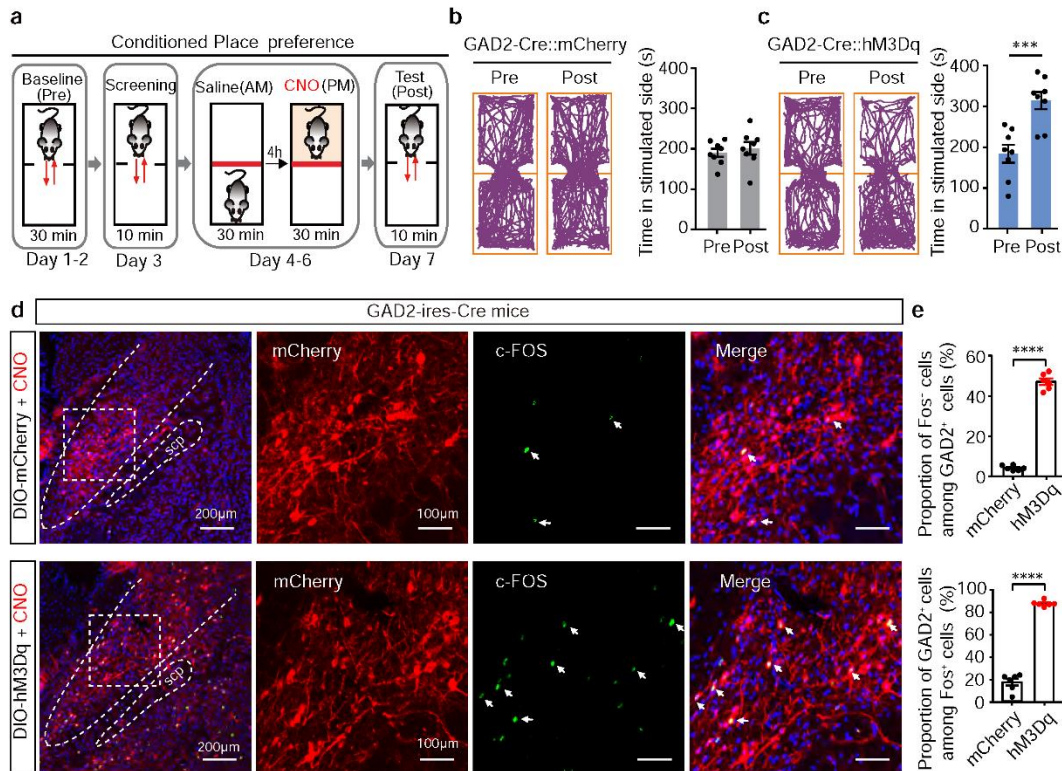 a
Conditioned Place preference
Baseline
(Pre)
30 min
Day 1-2
Screening
10 min
Day 3
Saline(AM) CNO(PM)
4h
30 min 30 min
Day 4-6
Test
(Post)
10 min
Day 7
b
GAD2-Cre::mCherry
Pre Post
Time in stimulated side (s)
400
300
200
100
0
Pre Post
c
GAD2-Cre::hM3Dq
Pre Post
Time in stimulated side (s)
400
300
200
100
0
***
Pre Post
d
GAD2-ires-Cre mice
DIO-mCherry + CNO
scp
200μm
mCherry
100μm
c-FOS
Merge
DIO-hM3Dq + CNO
scp
200μm
mCherry
100μm
c-FOS
Merge
e
Proportion of Fos⁻ cells
among GAD2⁺ cells (%)
60
40
20
0
****
mCherry
hM3Dq
Proportion of GAD2⁺ cells
among Fos⁺ cells (%)
100
80
60
40
20
0
****
mCherry
hM3Dq